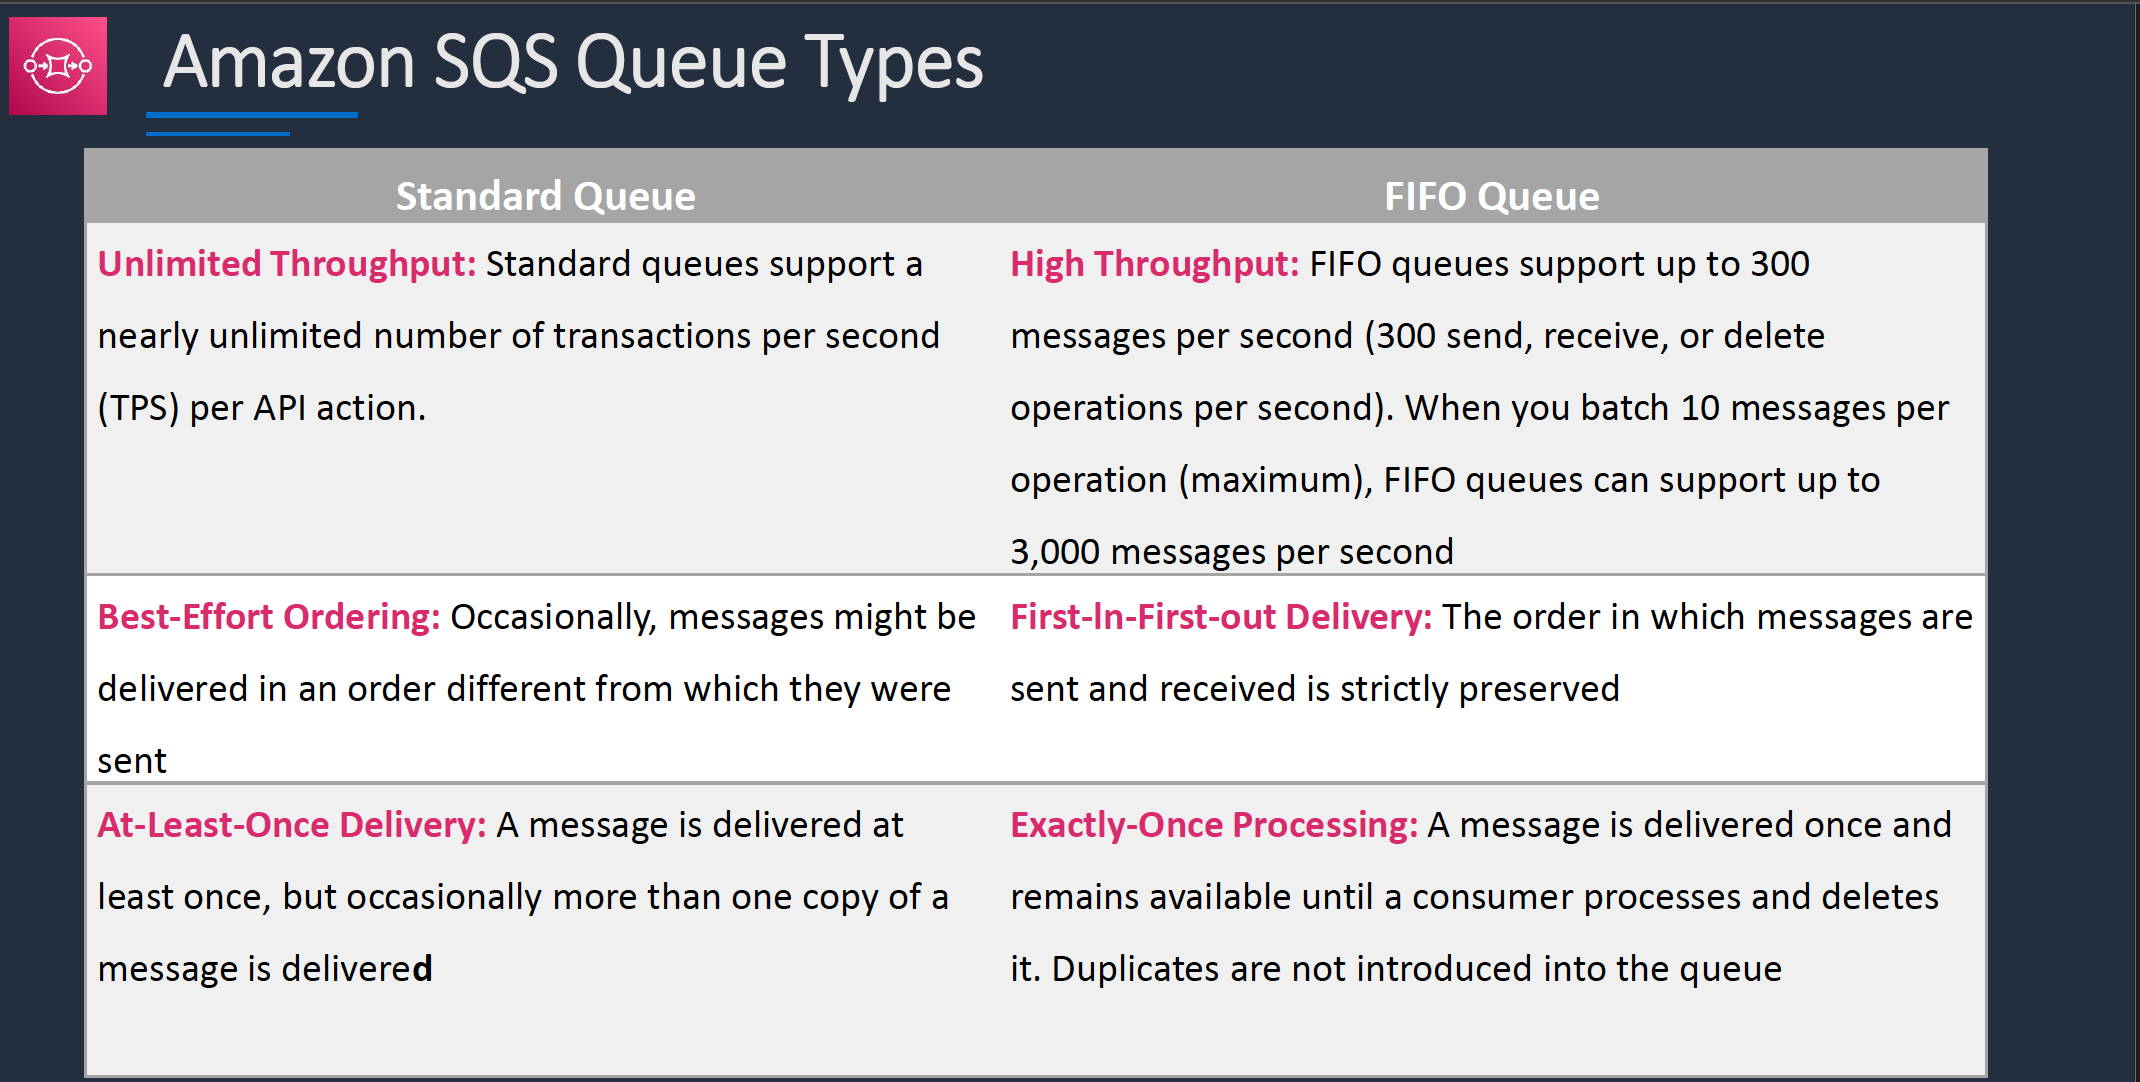 Amazon SQS Queue Types
Standard Queue
FIFO Queue
Unlimited Throughput: Standard queues support a
nearly unlimited number of transactions per second
(TPS) per API action.
High Throughput: FIFO queues support up to 300
messages per second (300 send, receive, or delete
operations per second). When you batch 10 messages per
operation (maximum), FIFO queues can support up to
3,000 messages per second
Best-Effort Ordering: Occasionally, messages might be
delivered in an order different from which they were
sent
First-ln-First-out Delivery: The order in which messages are
sent and received is strictly preserved
At-Least-Once Delivery: A message is delivered at
least once, but occasionally more than one copy of a
message is delivered
Exactly-Once Processing: A message is delivered once and
remains available until a consumer processes and deletes
it. Duplicates are not introduced into the queue